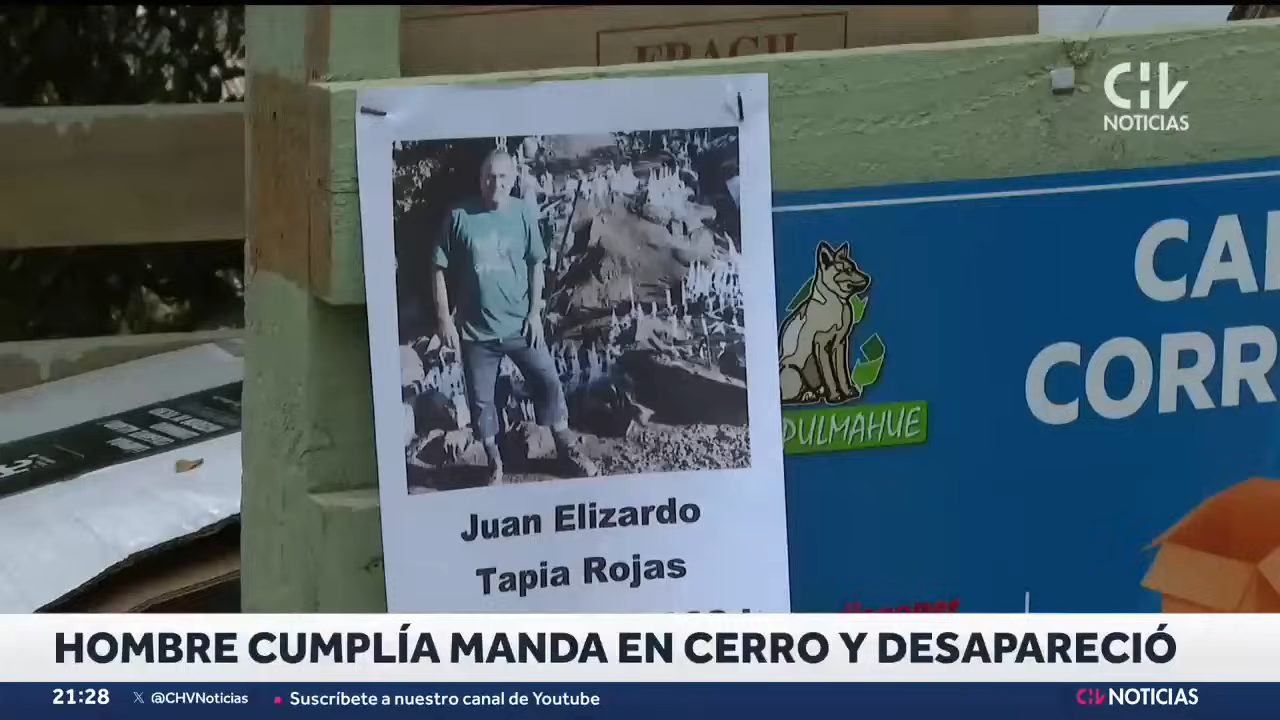 FRAGIL
CHV
NOTICIAS
CORR
PULMAHUE
Juan Elizardo
Tapia Rojas
HOMBRE CUMPLÍA MANDA EN CERRO Y DESAPARECIÓ
21:28
X @CHVNoticias
Suscríbete a nuestro canal de Youtube
CHV NOTICIAS